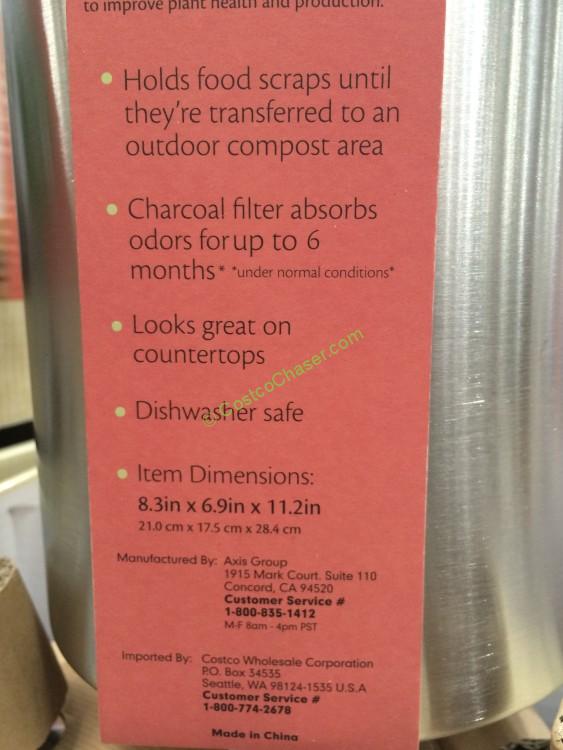 to improve plant health and production.
• Holds food scraps until
they're transferred to an
outdoor compost area
• Charcoal filter absorbs
odors for up to 6
months* *under normal conditions*
• Looks great on
countertops
© CostcoChaser.com
• Dishwasher safe
• Item Dimensions:
8.3in x 6.9in x 11.2in
21.0 cm x 17.5 cm x 28.4 cm
Manufactured By: Axis Group
1915 Mark Court. Suite 110
Concord, CA 94520
Customer Service #
1-800-835-1412
M-F 8am - 4pm PST
Imported By: Costco Wholesale Corporation
P.O. Box 34535
Seattle, WA 98124-1535 U.S.A
Customer Service #
1-800-774-2678
Made in China